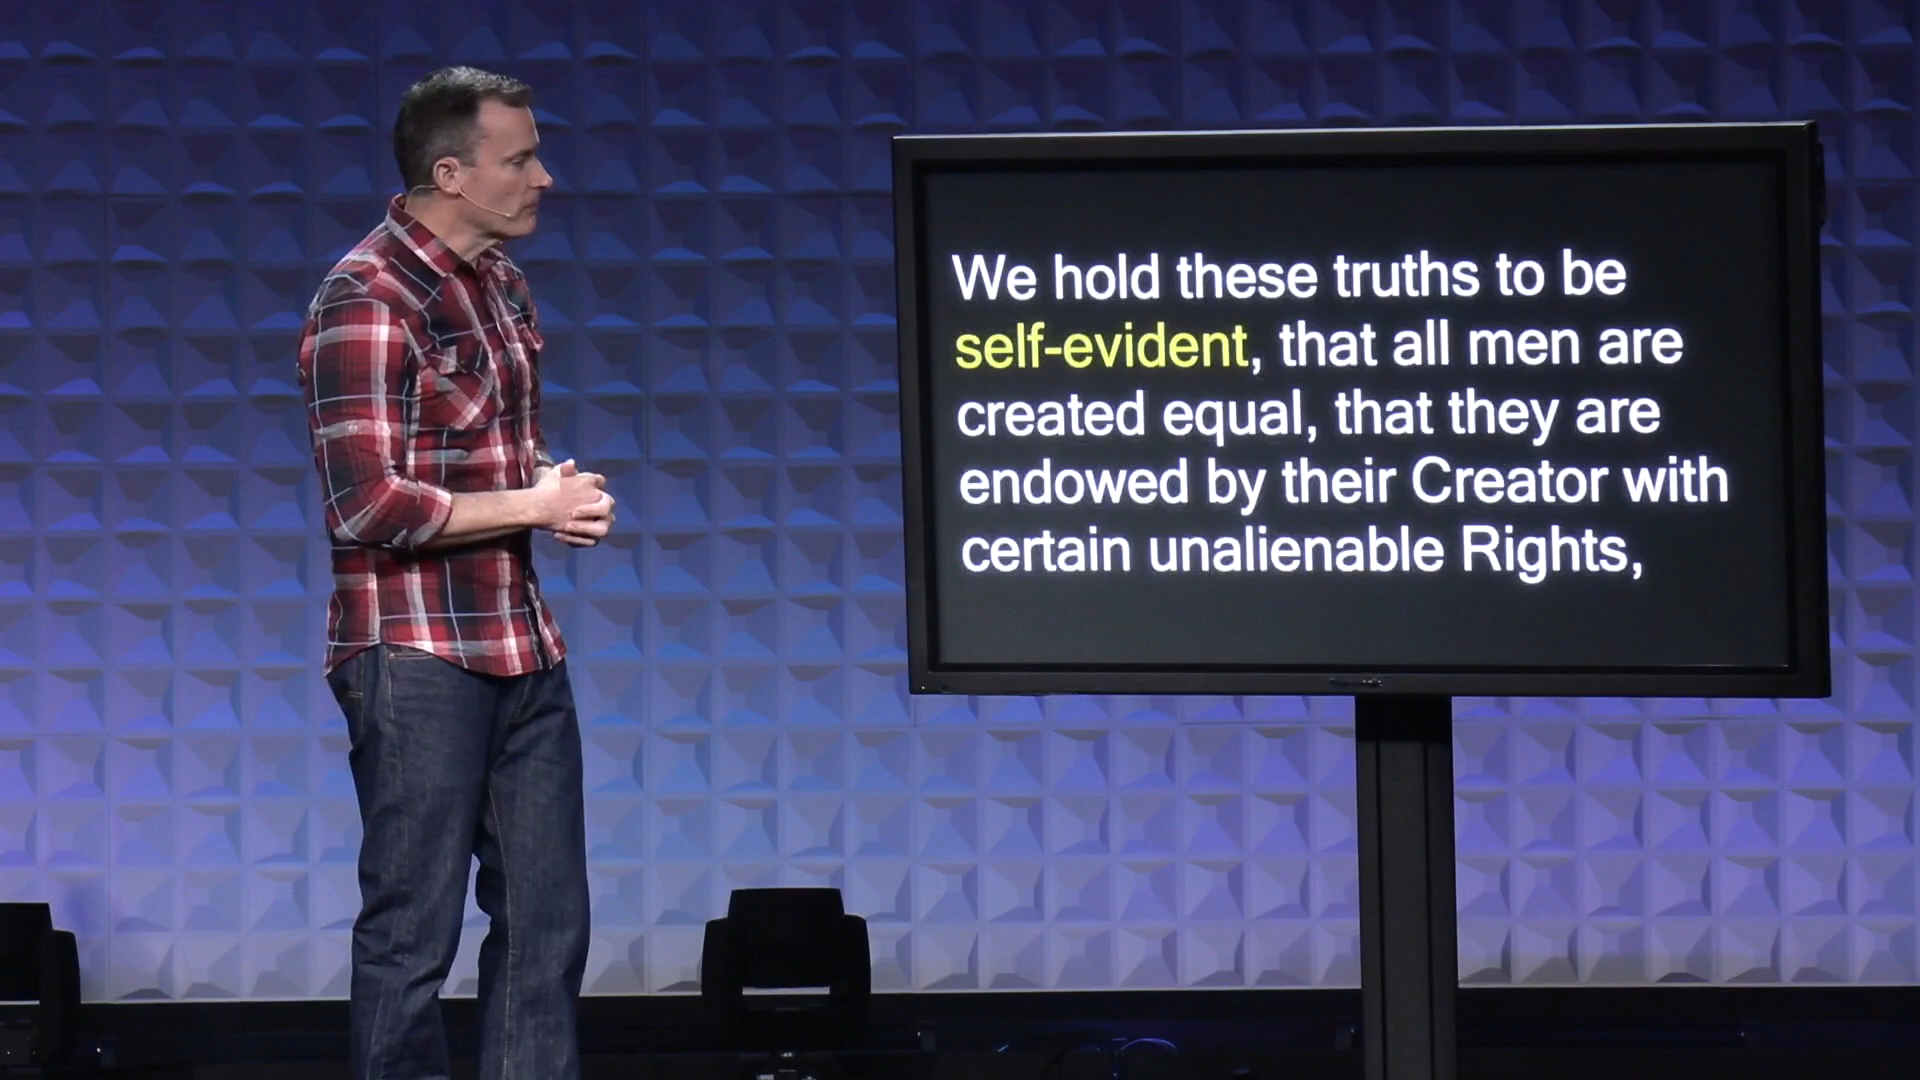 We hold these truths to be
self-evident, that all men are
created equal, that they are
endowed by their Creator with
certain unalienable Rights,